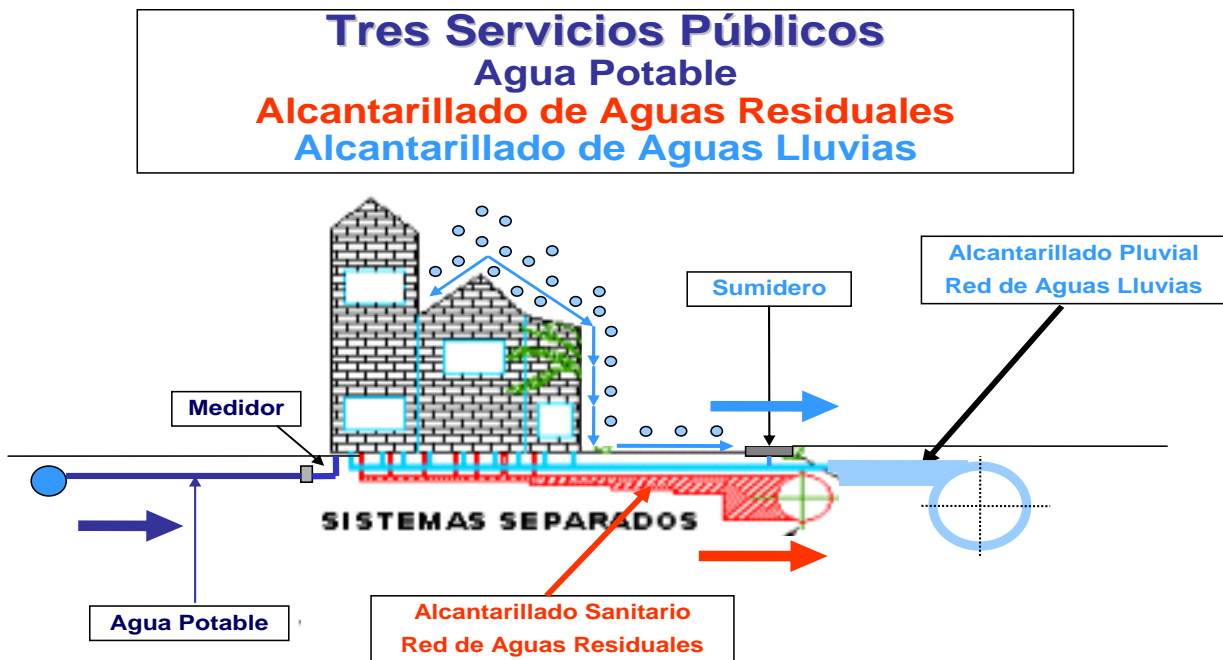 Tres Servicios Públicos
Agua Potable
Alcantarillado de Aguas Residuales
Alcantarillado de Aguas Lluvias
Alcantarillado Pluvial
Red de Aguas Lluvias
Sumidero
Medidor
SISTEMAS SEPARADOS
Agua Potable
Alcantarillado Sanitario
Red de Aguas Residuales